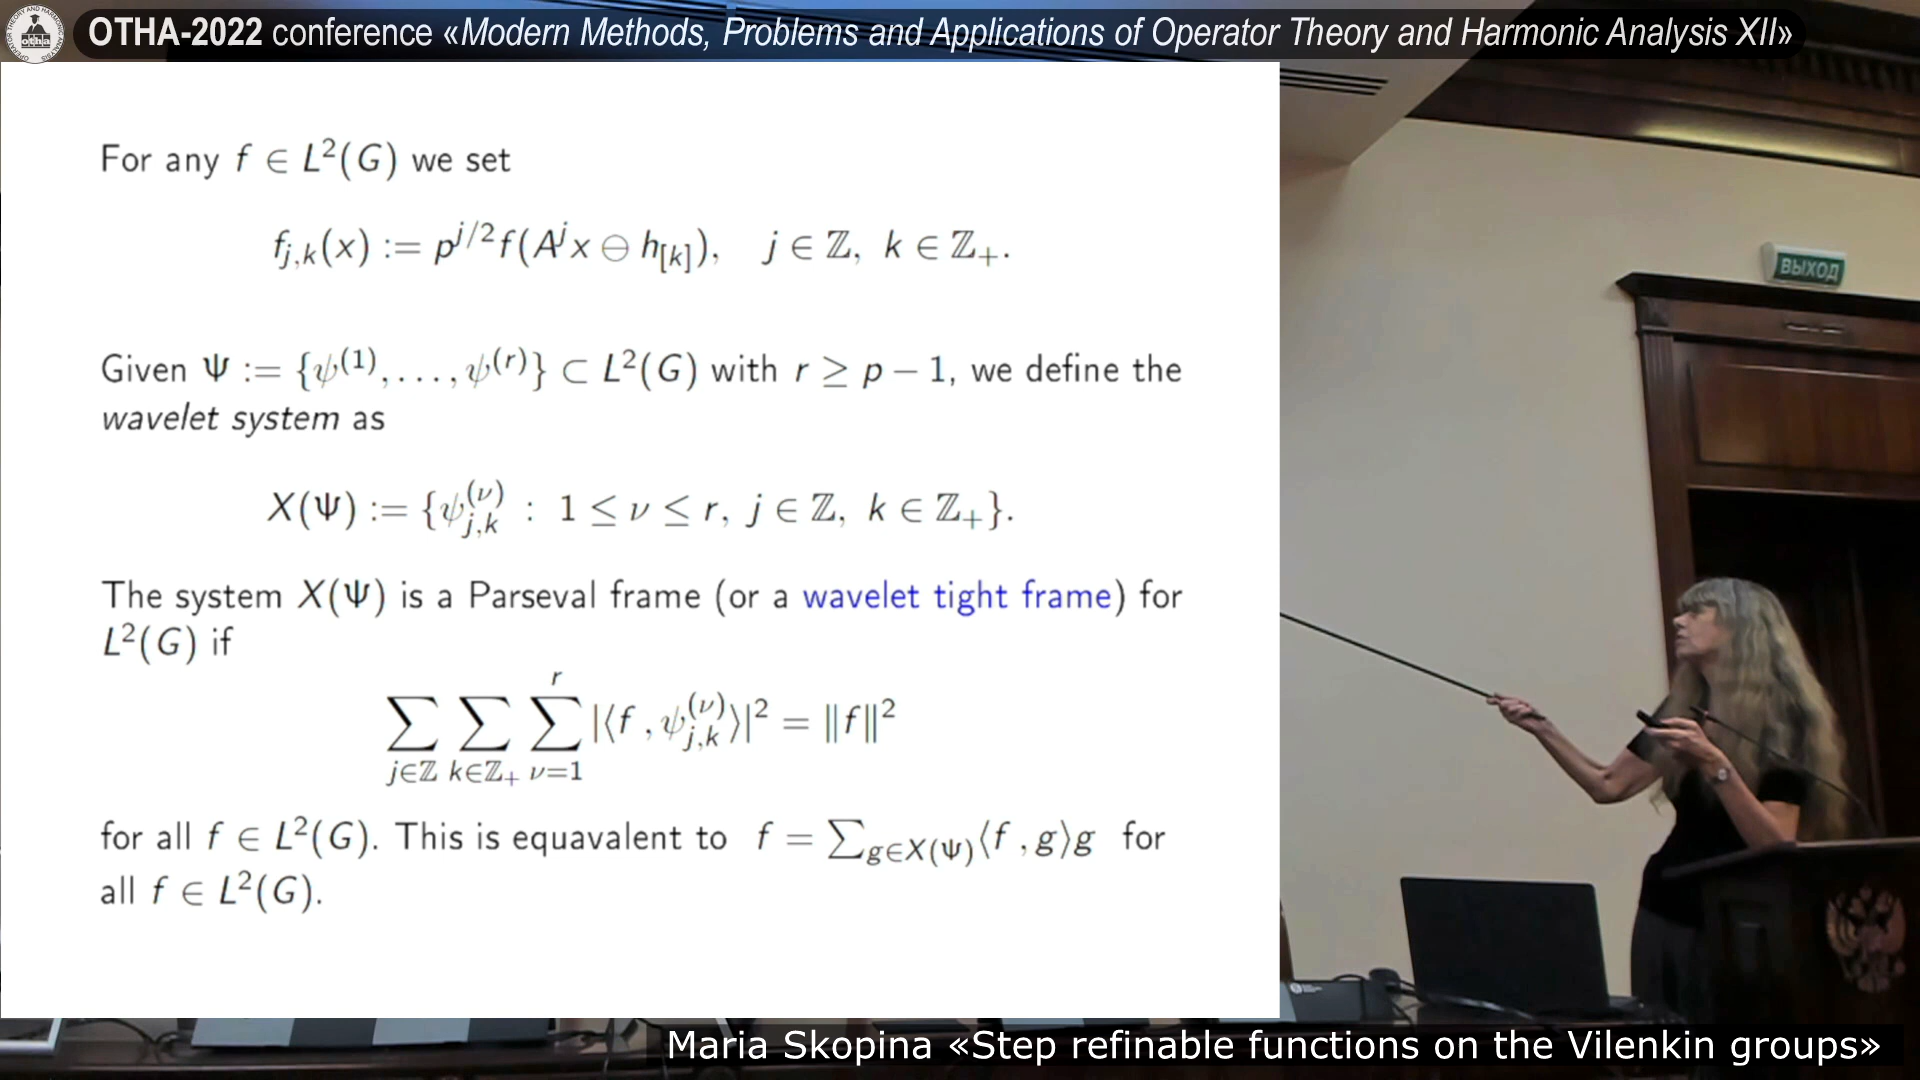 OTHA-2022 conference «Modern Methods, Problems and Applications of Operator Theory and Harmonic Analysis XII»
otha
For any f ∈ L²(G) we set
f_{j,k}(x) := p^{j/2} f(A^j x ⊖ h_{[k]}), j ∈ ℤ, k ∈ ℤ₊.
Given Ψ := {ψ^{(1)}, . . . , ψ^{(r)}} ⊂ L²(G) with r ≥ p − 1, we define the
wavelet system as
X(Ψ) := {ψ_{j,k}^{(ν)} : 1 ≤ ν ≤ r, j ∈ ℤ, k ∈ ℤ₊}.
The system X(Ψ) is a Parseval frame (or a wavelet tight frame) for
L²(G) if
∑_{j∈ℤ} ∑_{k∈ℤ₊} ∑_{ν=1}^{r} |⟨f , ψ_{j,k}^{(ν)}⟩|² = ‖f‖²
for all f ∈ L²(G). This is equavalent to f = ∑_{g∈X(Ψ)} ⟨f , g⟩g for
all f ∈ L²(G).
ВЫХОД
Maria Skopina «Step refinable functions on the Vilenkin groups»